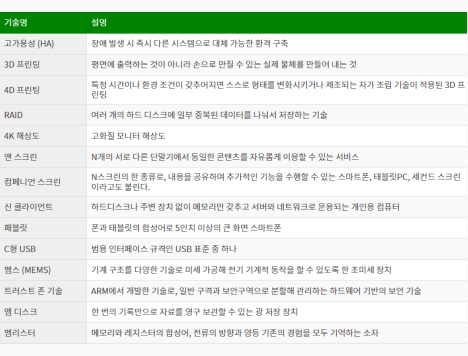 기술명 설명
고가용성 (HA) 장애 발생 시 즉시 다른 시스템으로 대체 가능한 환격 구축
3D 프린팅 평면에 출력하는 것이 아니라 손으로 만질 수 있는 실제 물체를 만들어 내는 것
4D 프린팅 특정 시간이나 환경 조건이 갖추어지면 스스로 형태를 변화시키거나 제조되는 자가 조립 기술이 적용된 3D 프
린팅
RAID 여러 개의 하드 디스크에 일부 중복된 데이터를 나눠서 저장하는 기술
4K 해상도 고화질 모니터 해상도
앤 스크린 N개의 서로 다른 단말기에서 동일한 콘텐츠를 자유롭게 이용할 수 있는 서비스
컴패니언 스크린 N스크린의 한 종류로, 내용을 공유하며 추가적인 기능을 수행할 수 있는 스마트폰, 태블릿PC, 세컨드 스크린
이라고도 불린다.
신 클라이언트 하드디스크나 주변 장치 없이 메모리만 갖추고 서버와 네트워크로 운용되는 개인용 컴퓨터
패블릿 폰과 태블릿의 합성어로 5인치 이상의 큰 화면 스마트폰
C형 USB 범용 인터페이스 규격인 USB 표준 중 하나
멤스 (MEMS) 기계 구조를 다양한 기술로 미세 가공해 전기 기계적 동작을 할 수 있도록 한 초미세 장치
트러스트 존 기술 ARM에서 개발한 기술로, 일반 구격과 보안구역으로 분할해 관리하는 하드웨어 기반의 보안 기술
엠 디스크 한 번의 기록만으로 자료를 영구 보관할 수 있는 광 저장 장치
멤리스터 메모리와 레지스터의 합성어, 전류의 방향과 양등 기존의 경험을 모두 기억하는 소자